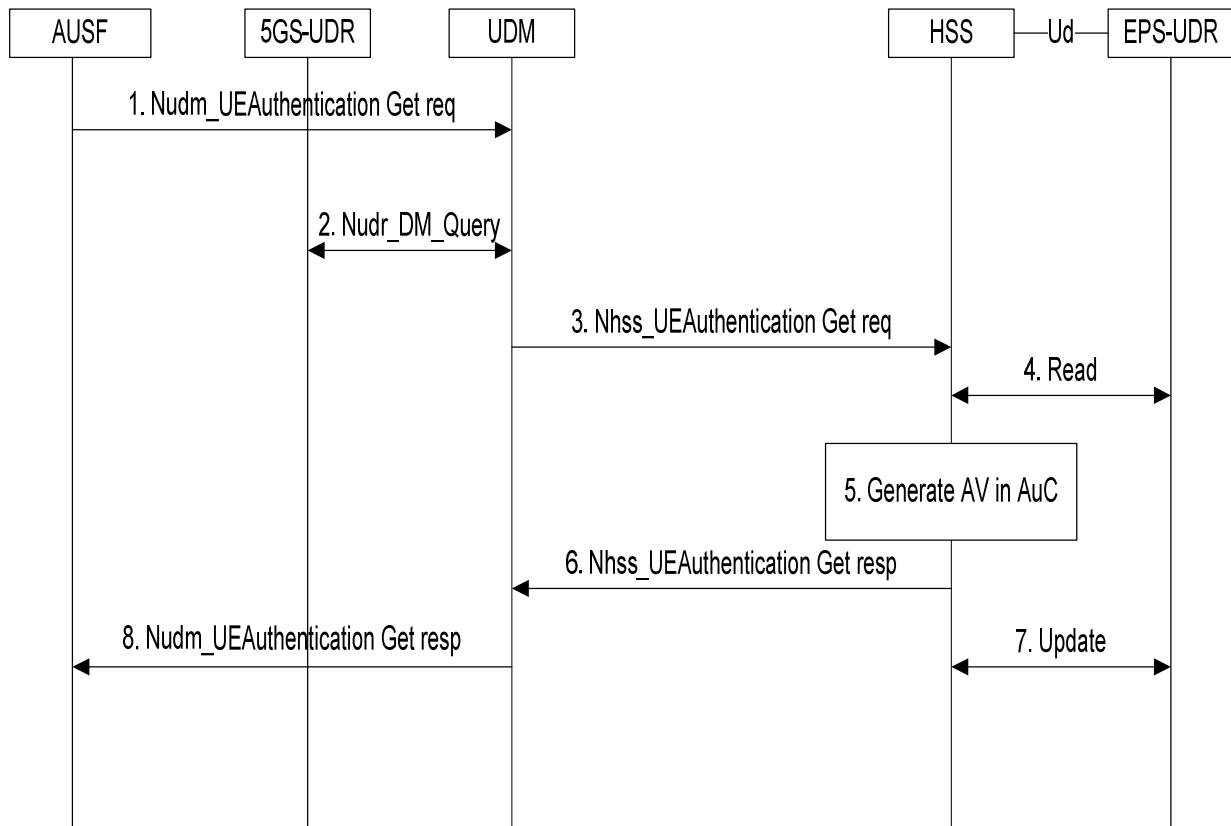 AUSF
5GS-UDR
UDM
HSS
Ud
EPS-UDR
1. Nudm_UEAuthentication Get req
2. Nudr_DM_Query
3. Nhss_UEAuthentication Get req
4. Read
5. Generate AV in AuC
6. Nhss_UEAuthentication Get resp
8. Nudm_UEAuthentication Get resp
7. Update